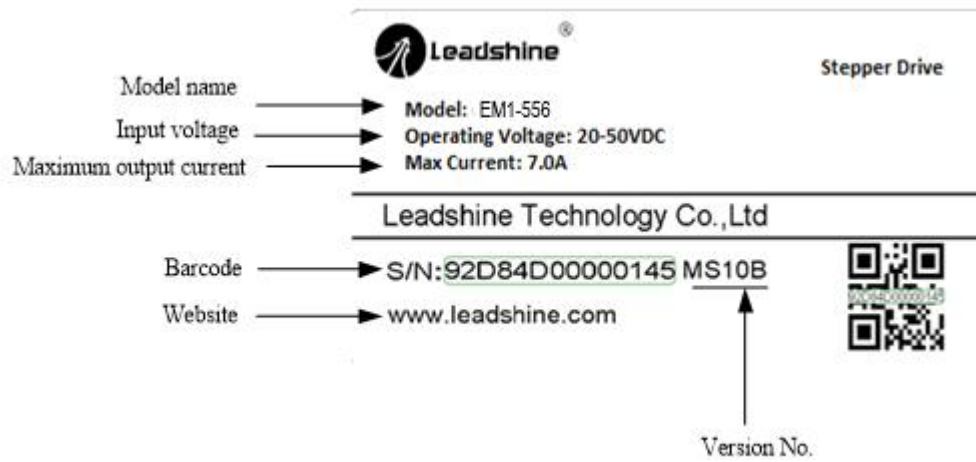 Leadshine ®
Stepper Drive
Model name
Model: EM1-556
Input voltage
Operating Voltage: 20-50VDC
Maximum output current
Max Current: 7.0A
Leadshine Technology Co.,Ltd
Barcode
S/N:92D84D00000145 MS10B
92D84D00000145
Website
www.leadshine.com
Version No.